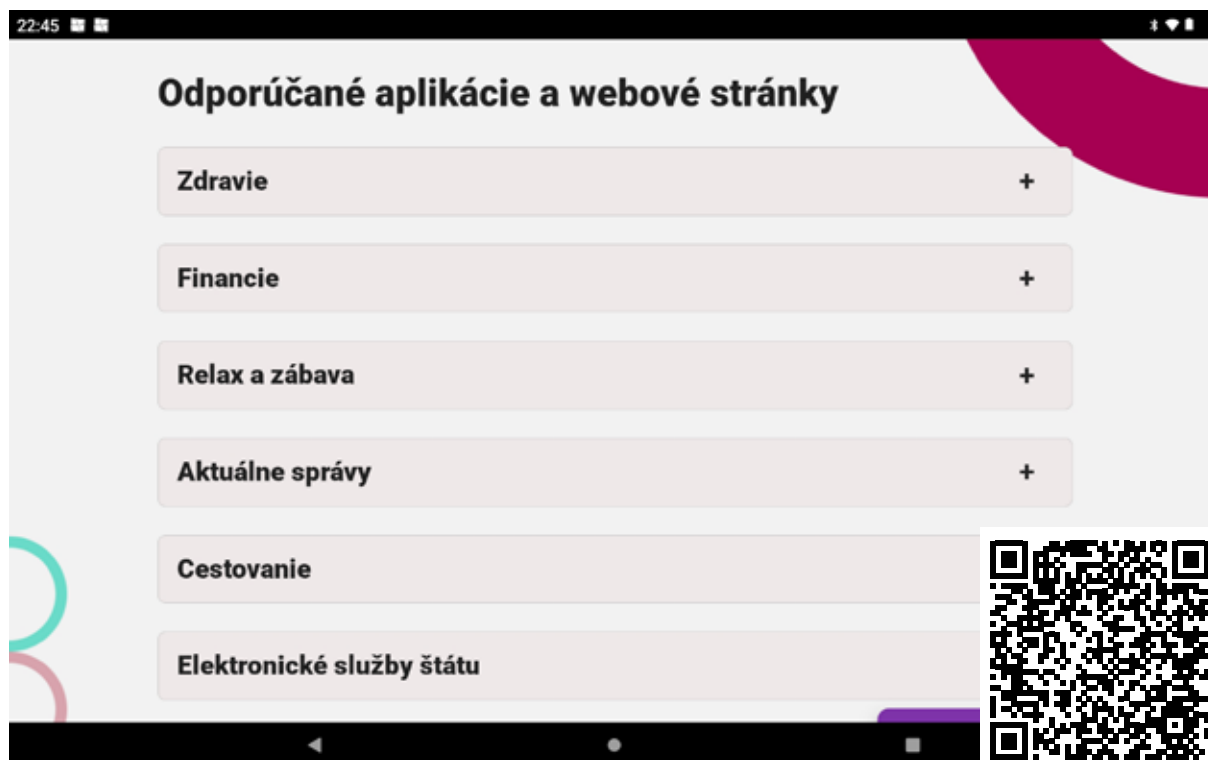 22:45
Odporúčané aplikácie a webové stránky
Zdravie +
Financie +
Relax a zábava +
Aktuálne správy +
Cestovanie
Elektronické služby štátu